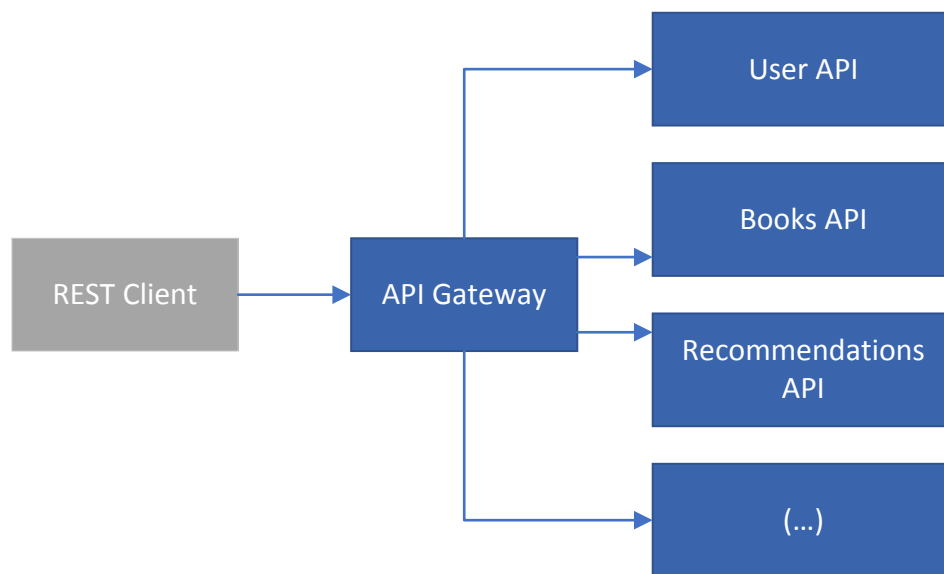 User API
Books API
REST Client
API Gateway
Recommendations
API
(...)